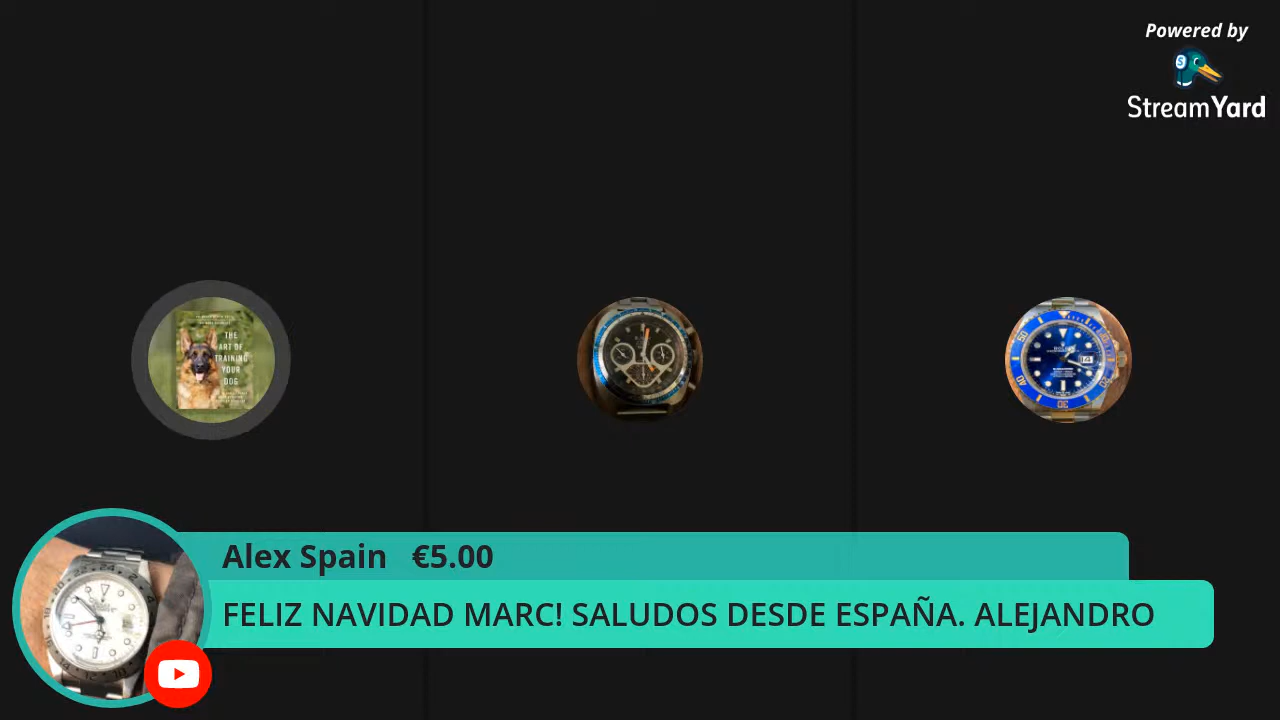 Powered by
StreamYard
THE
ART OF
TRAINING
YOUR
DOG
Alex Spain €5.00
FELIZ NAVIDAD MARC! SALUDOS DESDE ESPAÑA. ALEJANDRO